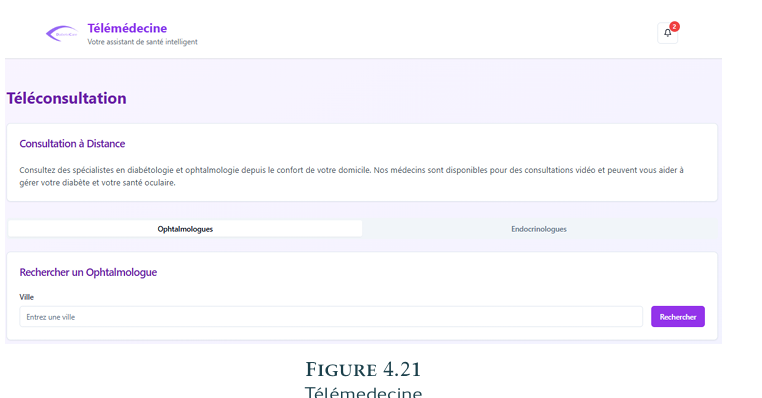 Télémédecine
Votre assistant de santé intelligent
2
Téléconsultation
Consultation à Distance
Consultez des spécialistes en diabétologie et ophtalmologie depuis le confort de votre domicile. Nos médecins sont disponibles pour des consultations vidéo et peuvent vous aider à
gérer votre diabète et votre santé oculaire.
Ophtalmologues
Endocrinologues
Rechercher un Ophtalmologue
Ville
Entrez une ville
Rechercher
FIGURE 4.21
Télémedecine